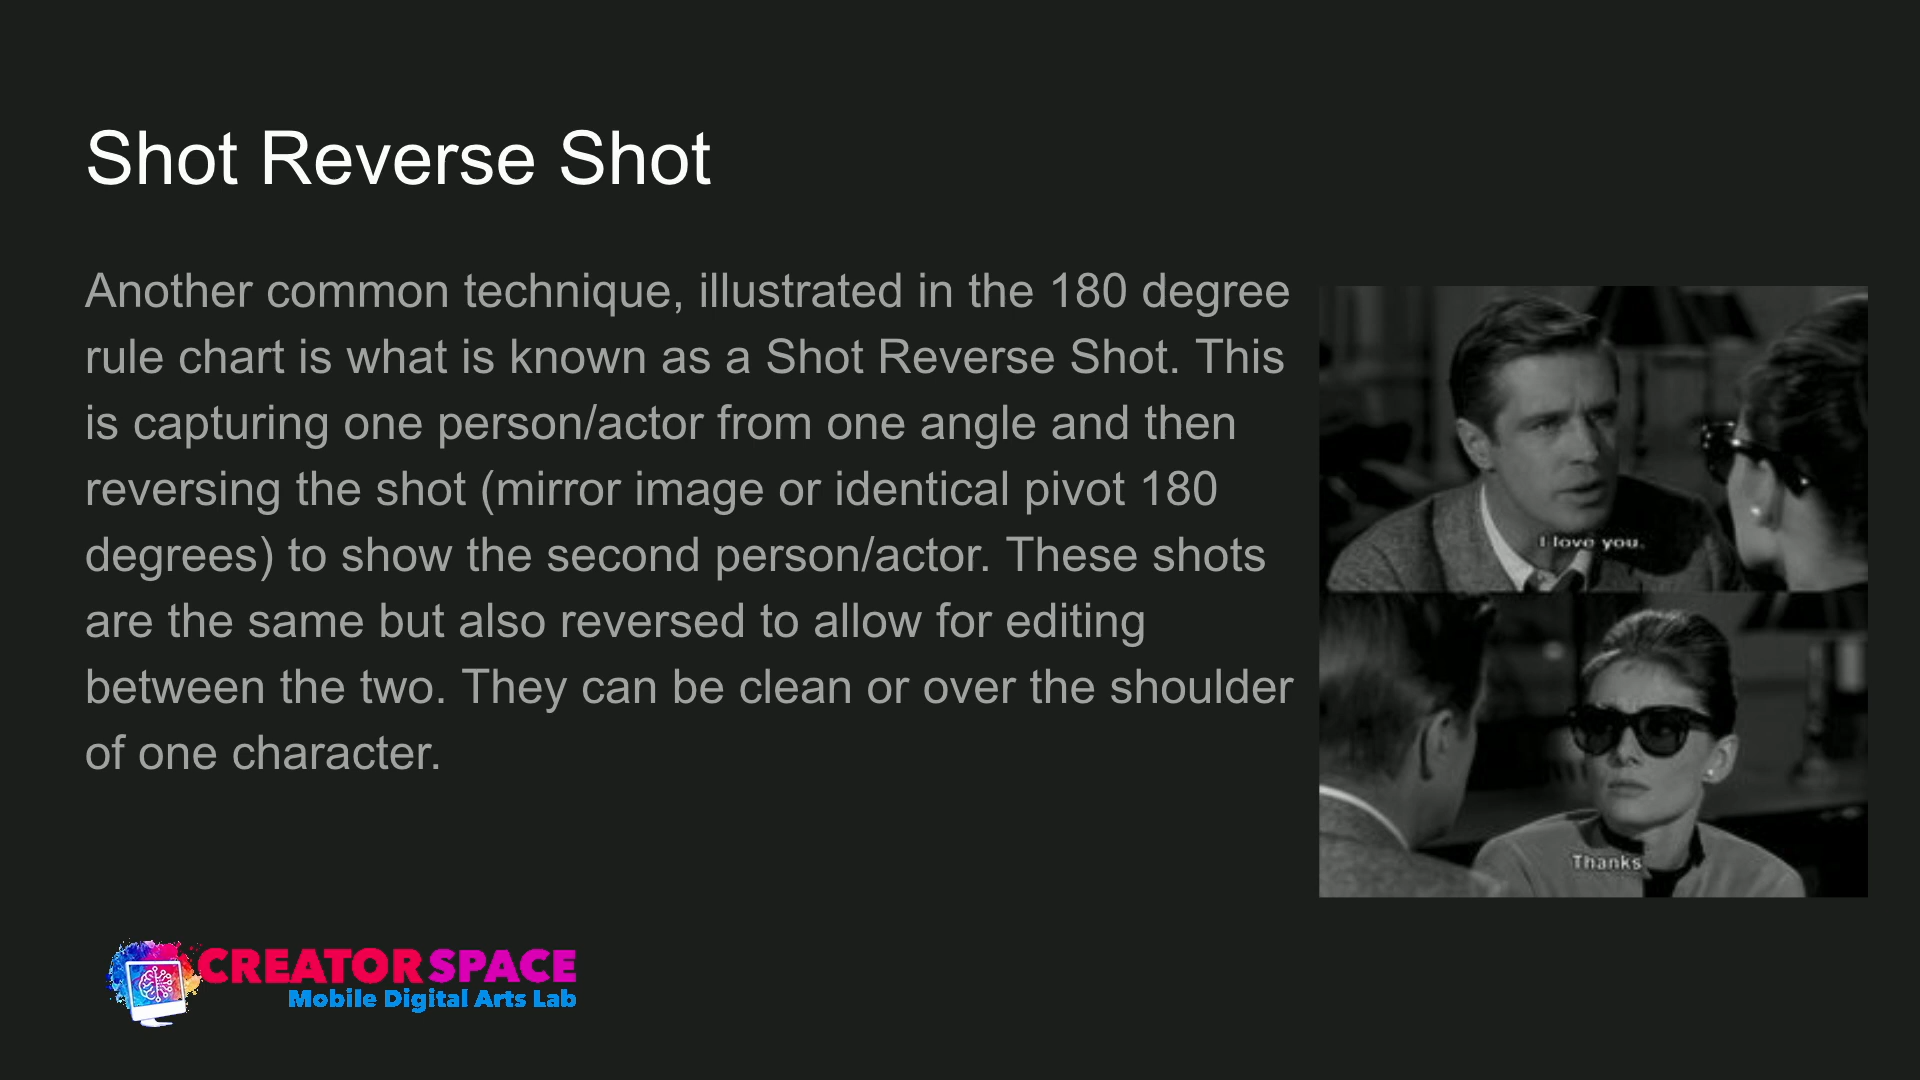 Shot Reverse Shot
Another common technique, illustrated in the 180 degree
rule chart is what is known as a Shot Reverse Shot. This
is capturing one person/actor from one angle and then
reversing the shot (mirror image or identical pivot 180
degrees) to show the second person/actor. These shots
are the same but also reversed to allow for editing
between the two. They can be clean or over the shoulder
of one character.
I love you.
Thanks
CREATORSPACE
Mobile Digital Arts Lab